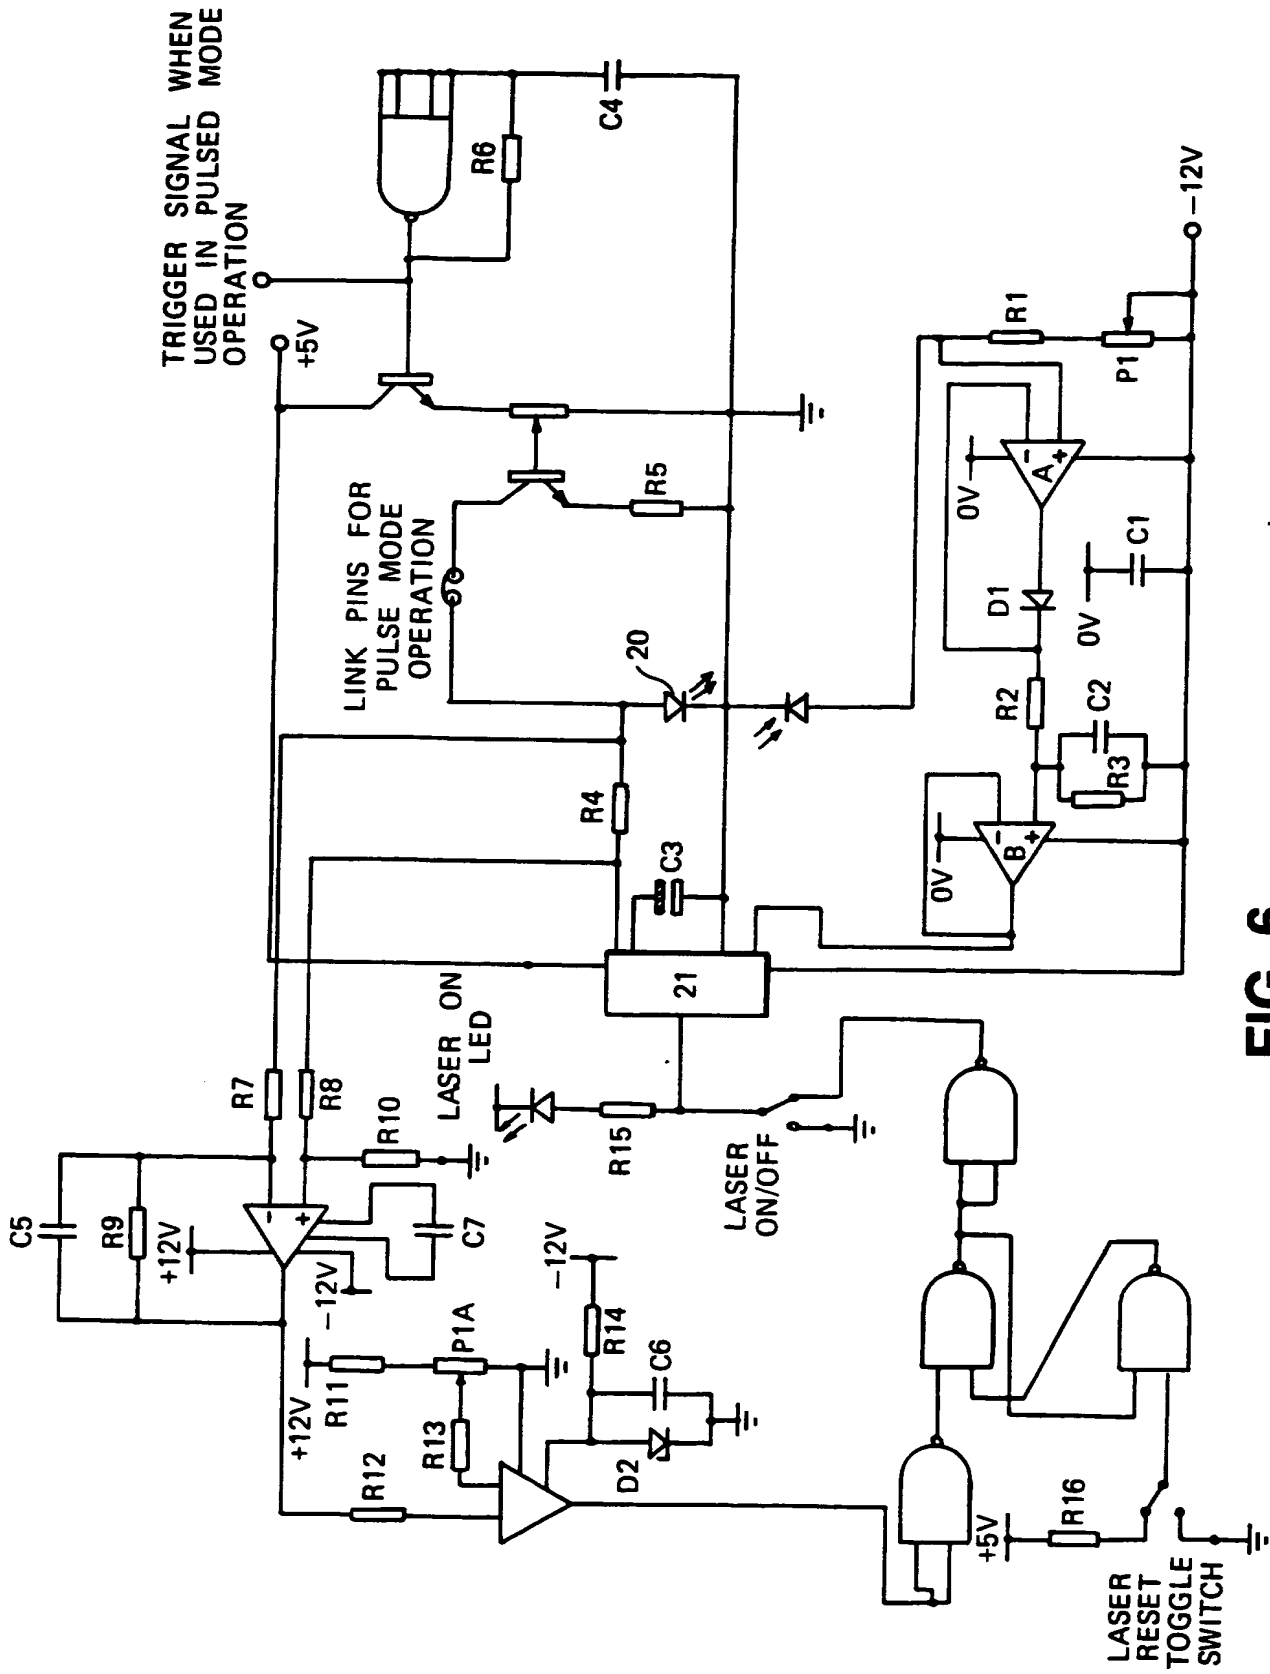 TRIGGER SIGNAL WHEN
USED IN PULSED MODE
OPERATION
+5V
R6
C4
LINK PINS FOR
PULSE MODE
OPERATION
R5
20
R4
C3
21
LASER ON
LED
R15
LASER
ON/OFF
R7
R8
R10
C5
R9
+12V
-
+
-12V
C7
+12V
R11
P1A
R13
R12
-12V
R14
C6
D2
+5V
R16
LASER
RESET
TOGGLE
SWITCH
-12V
R1
P1
0V
-
+
A
D1
0V
C1
R2
C2
R3
0V
-
+
B
FIG. 6